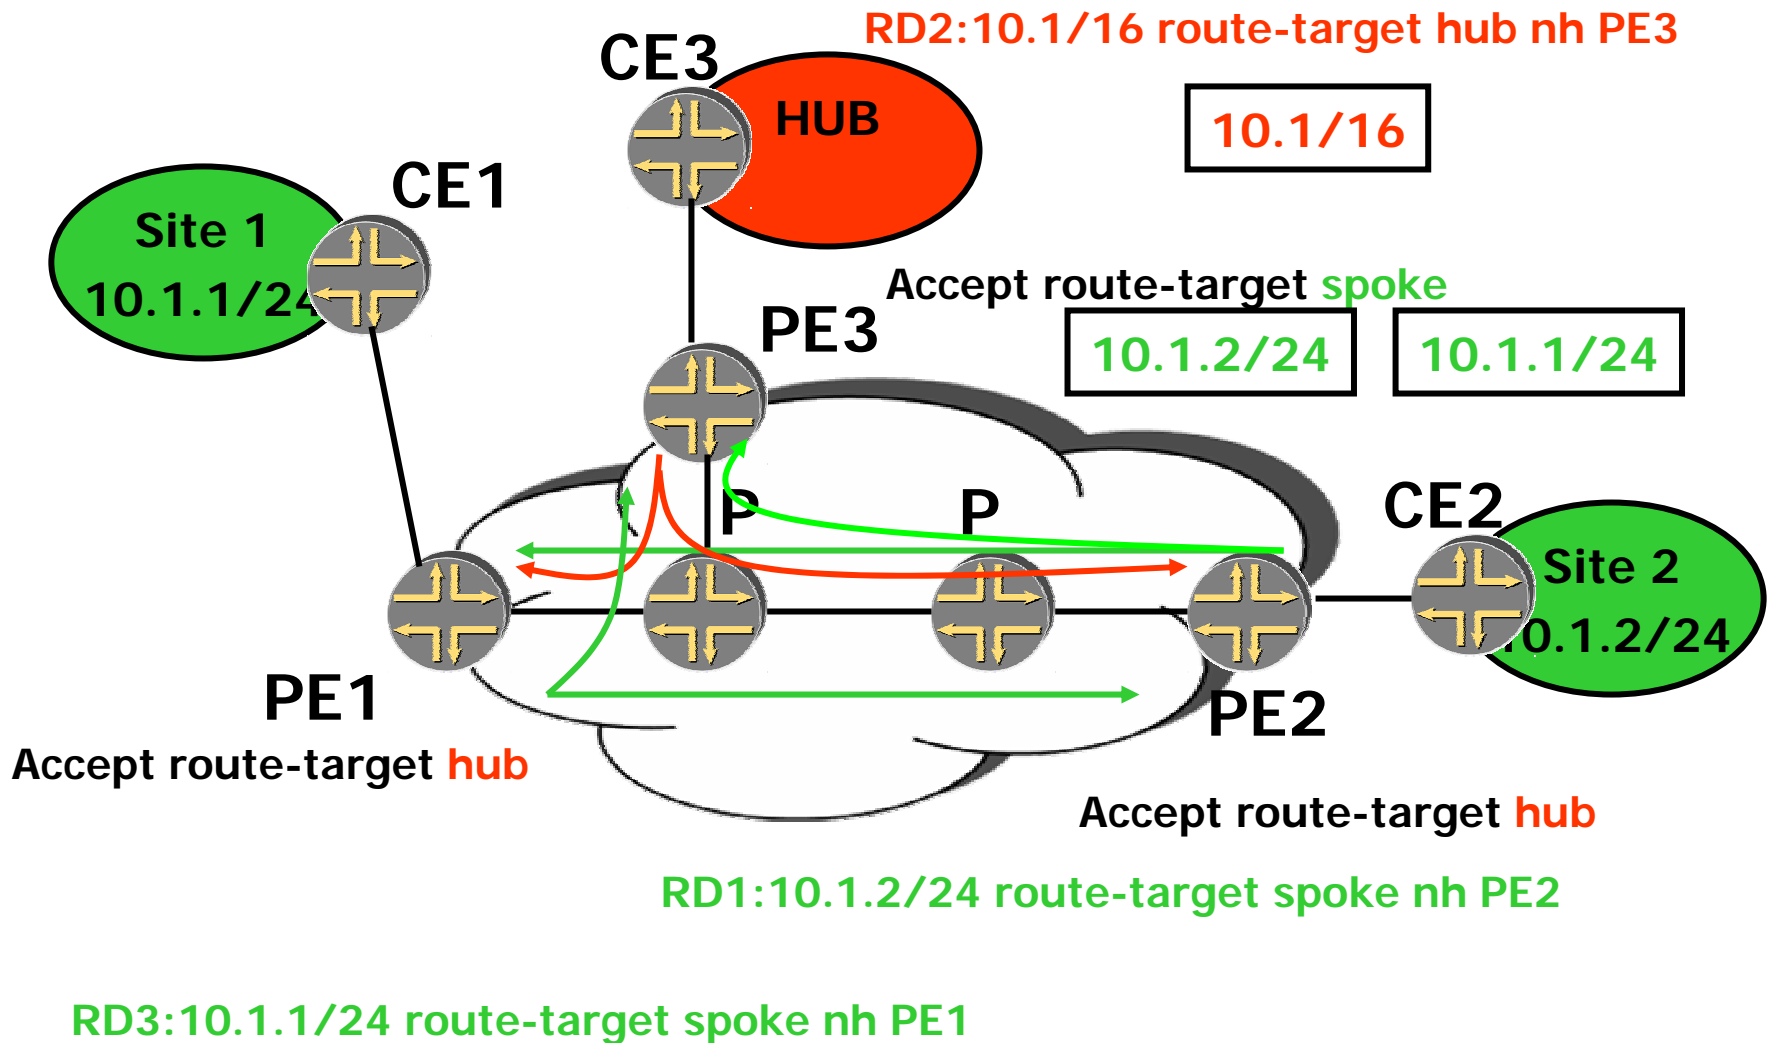 RD2:10.1/16 route-target hub nh PE3
CE3
HUB
10.1/16
CE1
Site 1
10.1.1/24
Accept route-target spoke
PE3
10.1.2/24
10.1.1/24
P
P
CE2
Site 2
10.1.2/24
PE1
PE2
Accept route-target hub
Accept route-target hub
RD1:10.1.2/24 route-target spoke nh PE2
RD3:10.1.1/24 route-target spoke nh PE1